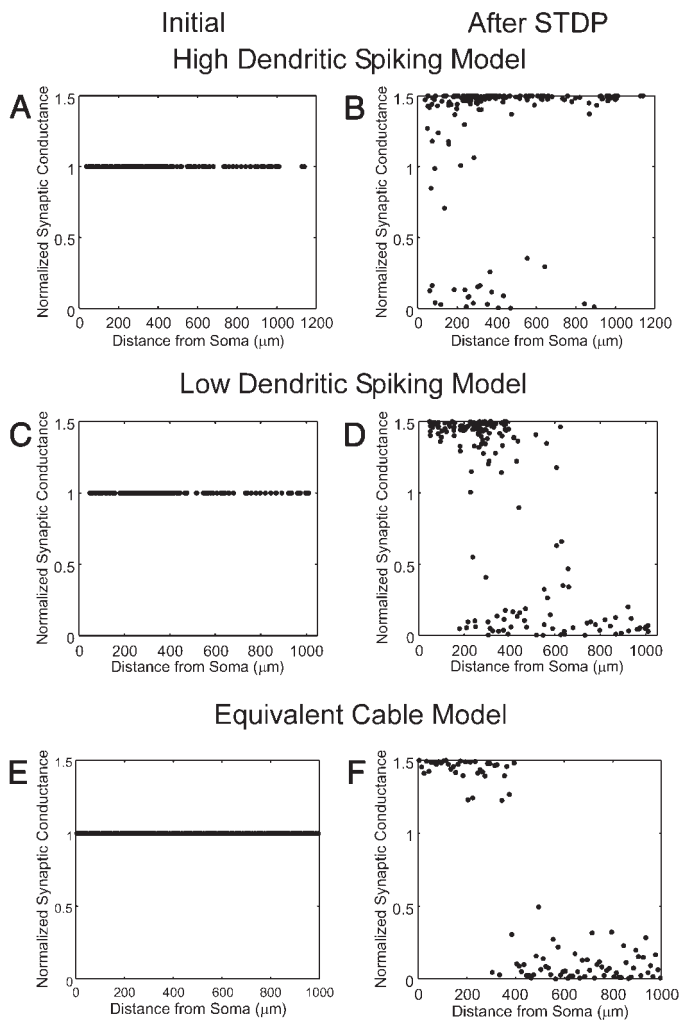 Initial
After STDP
High Dendritic Spiking Model
A
B
Normalized Synaptic Conductance
1.5
1
0.5
0
0 200 400 600 800 1000 1200
Distance from Soma (μm)
Normalized Synaptic Conductance
1.5
1
0.5
0
0 200 400 600 800 1000 1200
Distance from Soma (μm)
Low Dendritic Spiking Model
C
D
Normalized Synaptic Conductance
1.5
1
0.5
0
0 200 400 600 800 1000
Distance from Soma (μm)
Normalized Synaptic Conductance
1.5
1
0.5
0
0 200 400 600 800 1000
Distance from Soma (μm)
Equivalent Cable Model
E
F
Normalized Synaptic Conductance
1.5
1
0.5
0
0 200 400 600 800 1000
Distance from Soma (μm)
Normalized Synaptic Conductance
1.5
1
0.5
0
0 200 400 600 800 1000
Distance from Soma (μm)